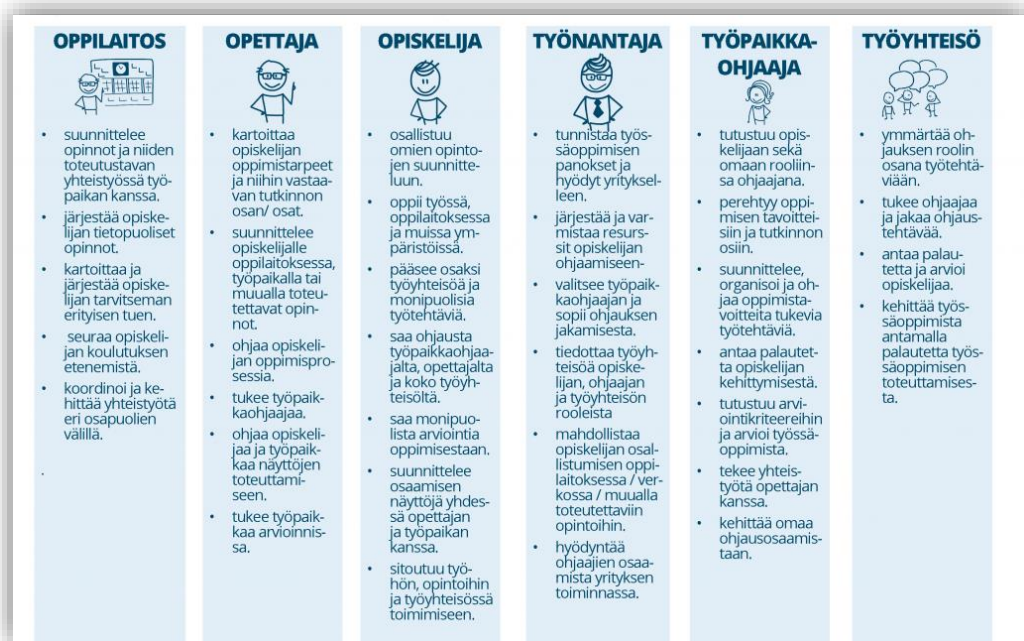 OPPILAITOS
• suunnittelee
opinnot ja niiden
toteutustavan
yhteistyössä työ-
paikan kanssa.
• järjestää opiske-
lijan tietopuoliset
opinnot.
• kartoittaa ja
järjestää opiske-
lijan tarvitseman
erityisen tuen.
• seuraa opiskeli-
jan koulutuksen
etenemistä.
• koordinoi ja ke-
hittää yhteistyötä
eri osapuolien
välillä.
.
OPETTAJA
• kartoittaa
opiskelijan
oppimistarpeet
ja niihin vastaa-
van tutkinnon
osan/ osat.
• suunnittelee
opiskelijalle
oppilaitoksessa,
työpaikalla tai
muualla toteu-
tettavat opin-
not.
• ohjaa opiskeli-
jan oppimispro-
sessia.
• tukee työpaik-
kaohjaajaa.
• ohjaa opiskeli-
jaa ja työpaik-
kaa näyttöjen
toteuttami-
seen.
• tukee työpaik-
kaa arvioinnis-
sa.
OPISKELIJA
• osallistuu
omien opinto-
jen suunnitte-
luun.
• oppii työssä,
oppilaitoksessa
ja muissa ym-
päristöissä.
• pääsee osaksi
työyhteisöä ja
monipuolisia
työtehtäviä.
• saa ohjausta
työpaikkaohjaa-
jalta, opettajalta
ja koko työyh-
teisöltä.
• saa monipuo-
lista arviointia
oppimisestaan.
• suunnittelee
osaamisen
näyttöjä yhdes-
sä opettajan
ja työpaikan
kanssa.
• sitoutuu työ-
hön, opintoihin
ja työyhteisössä
toimimiseen.
TYÖNANTAJA
• tunnistaa työs-
säoppimisen
panokset ja
hyödyt yrityksel-
leen.
• järjestää ja var-
mistaa resurs-
sit opiskelijan
ohjaamiseen-
• valitsee työpaik-
kaohjaajan ja
sopii ohjauksen
jakamisesta.
• tiedottaa työyh-
teisöä opiske-
lijan, ohjaajan
ja työyhteisön
rooleista
• mahdollistaa
opiskelijan osal-
listumisen oppi-
laitoksessa / ver-
kossa / muualla
toteutettaviin
opintoihin.
• hyödyntää
ohjaajien osaa-
mista yrityksen
toiminnassa.
TYÖPAIKKA-
OHJAAJA
• tutustuu opis-
kelijaan sekä
omaan rooliin-
sa ohjaajana.
• perehtyy oppi-
misen tavoittei-
siin ja tutkinnon
osiin.
• suunnittelee,
organisoi ja oh-
jaa oppimista-
voitteita tukevia
työtehtäviä.
• antaa palautet-
ta opiskelijan
kehittymisestä.
• tutustuu arvi-
ointikriteereihin
ja arvioi työssä-
oppimista.
• tekee yhteis-
työtä opettajan
kanssa.
• kehittää omaa
ohjausosaamis-
taan.
TYÖYHTEISÖ
• ymmärtää oh-
jauksen roolin
osana työtehtä-
viään.
• tukee ohjaajaa
ja jakaa ohjaus-
tehtävää.
• antaa palau-
tetta ja arvioi
opiskelijaa.
• kehittää työs-
säoppimista
antamalla
palautetta työs-
säoppimisen
toteuttamises-
ta.